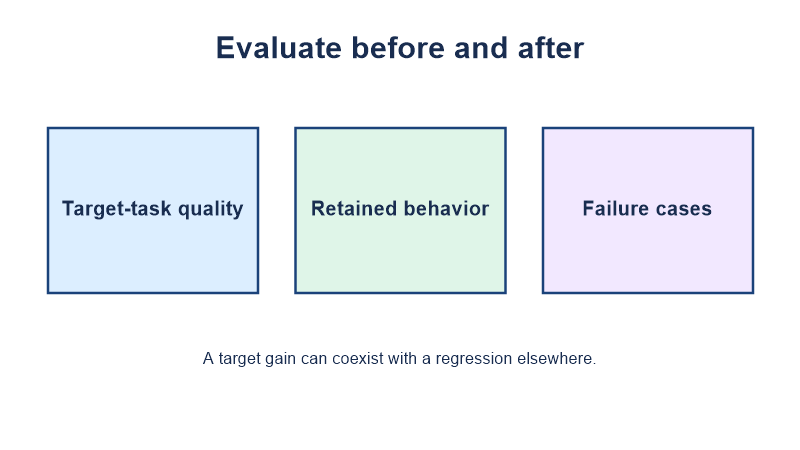 Evaluate before and after
Target-task quality
Retained behavior
Failure cases
A target gain can coexist with a regression elsewhere.